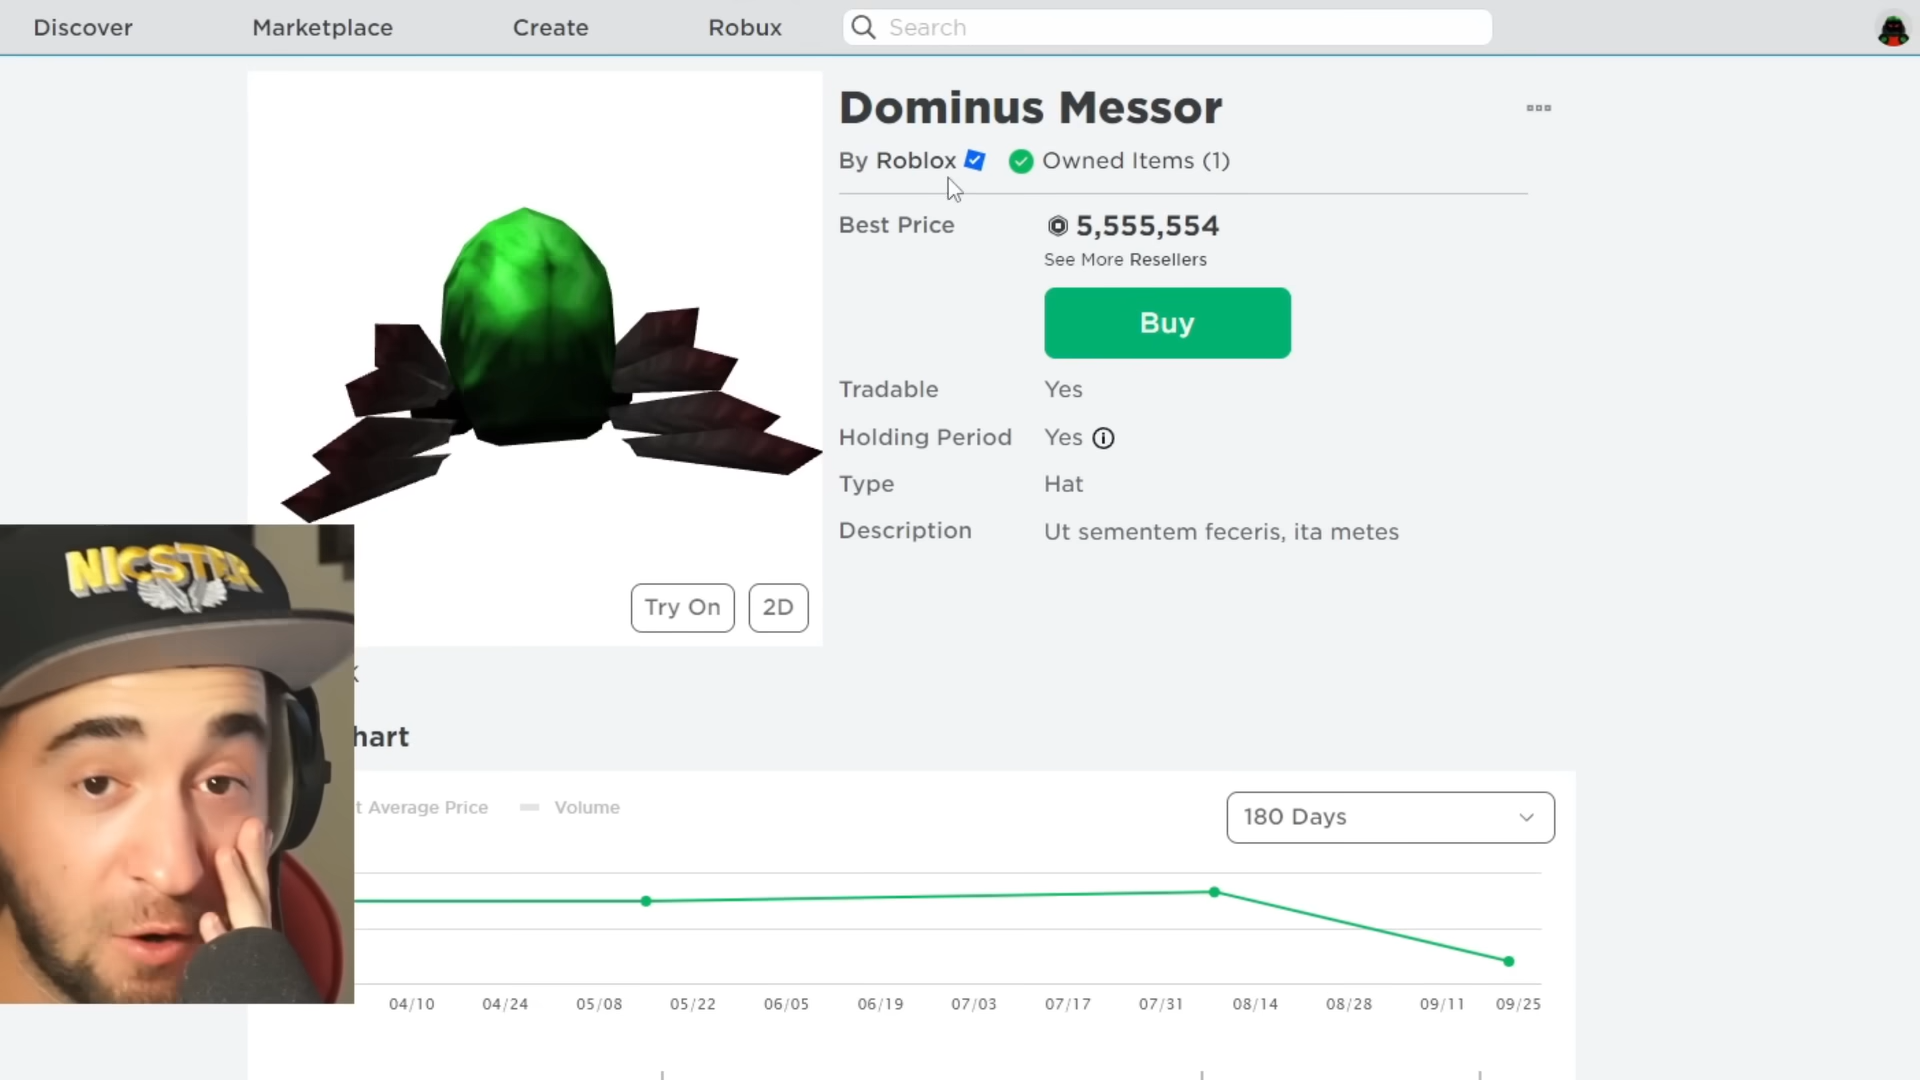 Discover
Marketplace
Create
Robux
Search
Dominus Messor
By Roblox
Owned Items (1)
Best Price
5,555,554
See More Resellers
Buy
Tradable
Yes
Holding Period
Yes
Type
Hat
Description
Ut sementem feceris, ita metes
Try On
2D
NICSTER
hart
t Average Price
Volume
180 Days
04/10
04/24
05/08
05/22
06/05
06/19
07/03
07/17
07/31
08/14
08/28
09/11
09/25